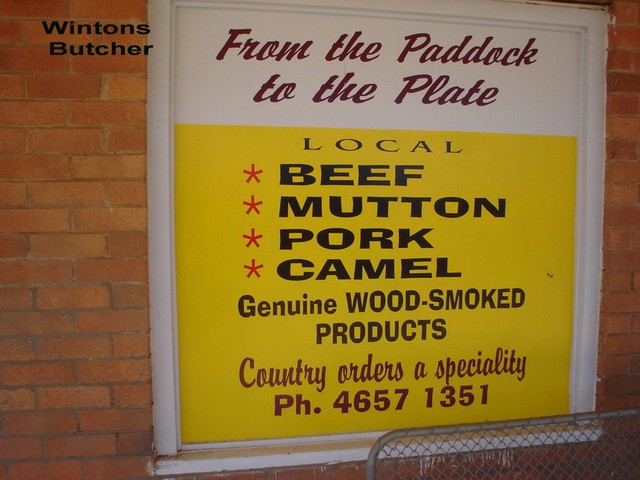 Wintons
Butcher
From the Paddock
to the Plate
LOCAL
* BEEF
* MUTTON
* PORK
* CAMEL
Genuine WOOD-SMOKED
PRODUCTS
Country orders a speciality
Ph. 4657 1351